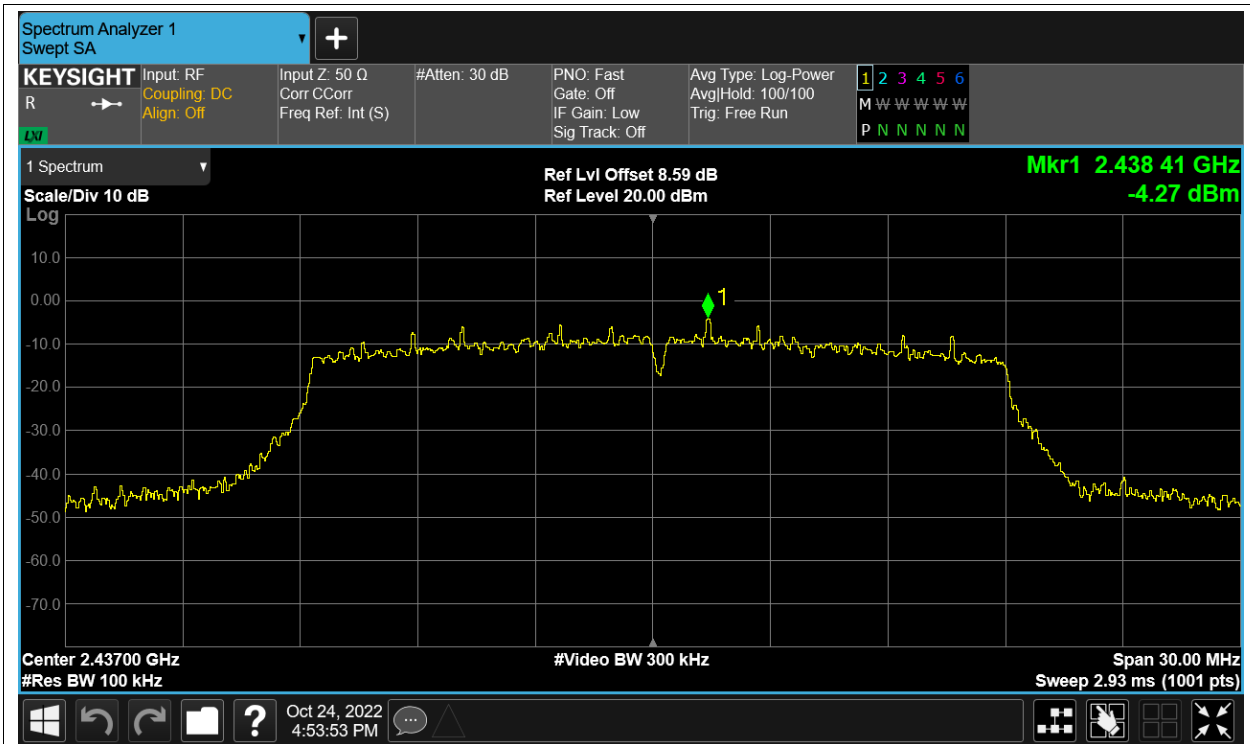 Spectrum Analyzer 1
Swept SA
KEYSIGHT
R
LXI
Input: RF
Coupling: DC
Align: Off
Input Z: 50 Ω
Corr CCorr
Freq Ref: Int (S)
#Atten: 30 dB
PNO: Fast
Gate: Off
IF Gain: Low
Sig Track: Off
Avg Type: Log-Power
Avg|Hold: 100/100
Trig: Free Run
1 2 3 4 5 6
M W W W W W
P N N N N N
1 Spectrum
Scale/Div 10 dB
Ref Lvl Offset 8.59 dB
Ref Level 20.00 dBm
Mkr1 2.438 41 GHz
-4.27 dBm
Log
10.0
0.00
-10.0
-20.0
-30.0
-40.0
-50.0
-60.0
-70.0
1
Center 2.43700 GHz
#Res BW 100 kHz
#Video BW 300 kHz
Span 30.00 MHz
Sweep 2.93 ms (1001 pts)
?
Oct 24, 2022
4:53:53 PM